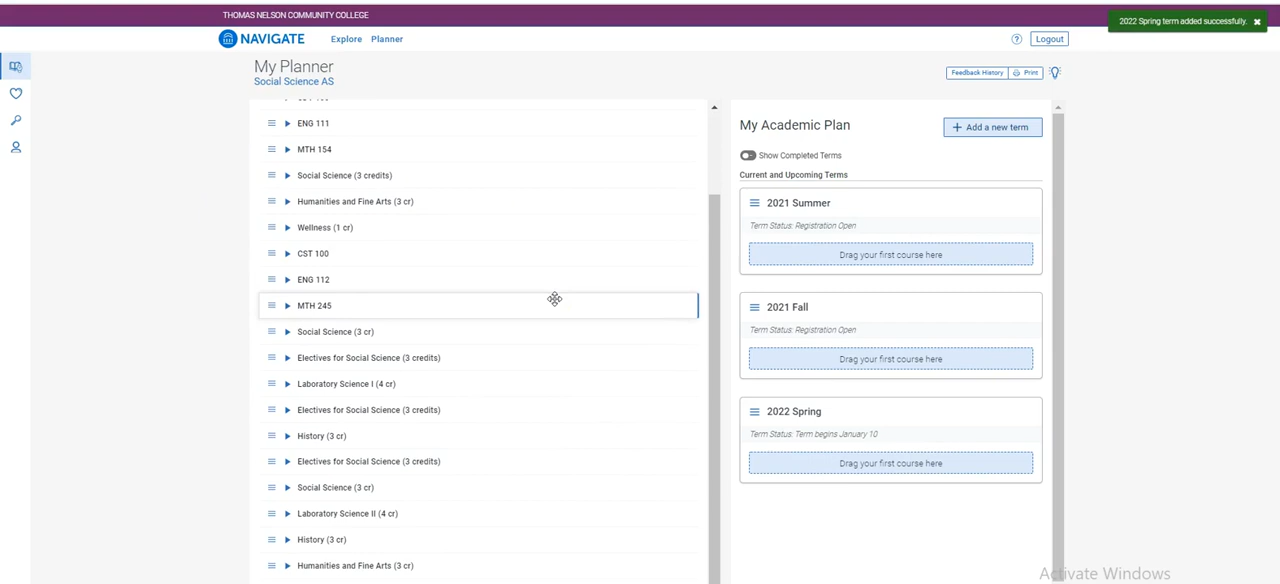 THOMAS NELSON COMMUNITY COLLEGE
2022 Spring term added successfully. ×
NAVIGATE
Explore
Planner
? Logout
My Planner
Social Science AS
Feedback History
Print
ENG 111
MTH 154
Social Science (3 credits)
Humanities and Fine Arts (3 cr)
Wellness (1 cr)
CST 100
ENG 112
MTH 245
Social Science (3 cr)
Electives for Social Science (3 credits)
Laboratory Science I (4 cr)
Electives for Social Science (3 credits)
History (3 cr)
Electives for Social Science (3 credits)
Social Science (3 cr)
Laboratory Science II (4 cr)
History (3 cr)
Humanities and Fine Arts (3 cr)
My Academic Plan
+ Add a new term
Show Completed Terms
Current and Upcoming Terms
2021 Summer
Term Status: Registration Open
Drag your first course here
2021 Fall
Term Status: Registration Open
Drag your first course here
2022 Spring
Term Status: Term begins January 10
Drag your first course here
Activate Windows